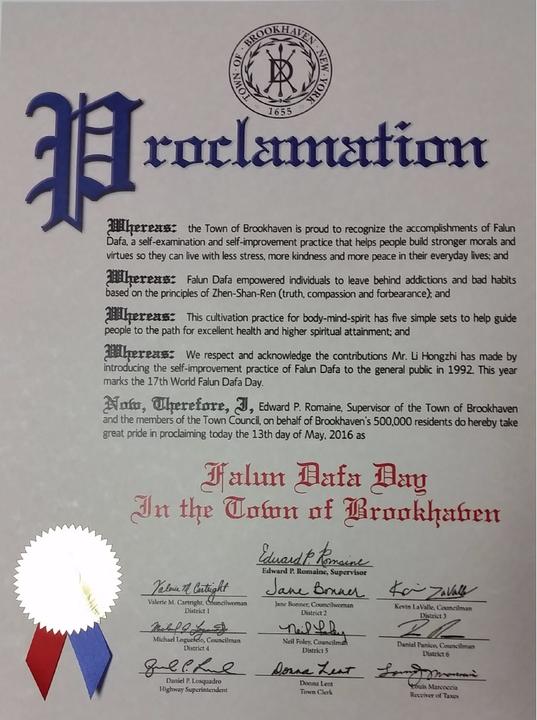 TOWN OF · BROOKHAVEN · NEW YORK
1655
Proclamation
Whereas: the Town of Brookhaven is proud to recognize the accomplishments of Falun
Dafa, a self-examination and self-improvement practice that helps people build stronger morals and
virtues so they can live with less stress, more kindness and more peace in their everyday lives; and
Whereas: Falun Dafa empowered individuals to leave behind addictions and bad habits
based on the principles of Zhen-Shan-Ren (truth, compassion and forbearance); and
Whereas: This cultivation practice for body-mind-spirit has five simple sets to help guide
people to the path for excellent health and higher spiritual attainment; and
Whereas: We respect and acknowledge the contributions Mr. Li Hongzhi has made by
introducing the self-improvement practice of Falun Dafa to the general public in 1992. This year
marks the 17th World Falun Dafa Day.
Now, Therefore, I, Edward P. Romaine, Supervisor of the Town of Brookhaven
and the members of the Town Council, on behalf of Brookhaven's 500,000 residents do hereby take
great pride in proclaiming today the 13th day of May, 2016 as
Falun Dafa Day
In the Town of Brookhaven
Edward P. Romaine
Edward P. Romaine, Supervisor
Valerie M. Cartright Jane Bonner Kevin LaValle
Valerie M. Cartright, Councilwoman
District 1
Jane Bonner, Councilwoman
District 2
Kevin LaValle, Councilman
District 3
Neil Foley
Michael Loguercio, Councilman
District 4
Neil Foley, Councilman
District 5
Daniel Panico, Councilman
District 6
Donna Lent
Daniel P. Losquadro
Highway Superintendent
Donna Lent
Town Clerk
Louis Marcoccia
Receiver of Taxes